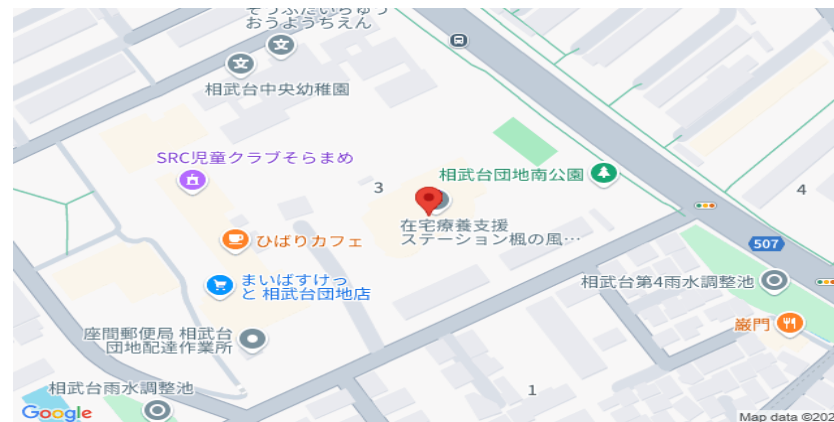 そうぶだいちゅう
おうようちえん
相武台中央幼稚園
SRC児童クラブそらまめ
3
相武台団地南公園
4
在宅療養支援
ステーション楓の風…
ひばりカフェ
507
まいばすけっ
と 相武台団地店
相武台第4雨水調整池
巌門
座間郵便局 相武台
団地配達作業所
1
相武台雨水調整池
Google
Map data ©202